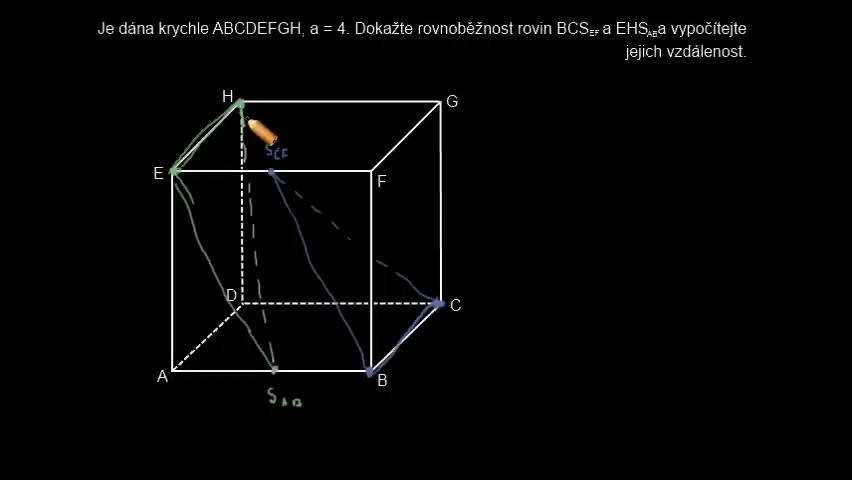 Je dána krychle ABCDEFGH, a = 4. Dokažte rovnoběžnost rovin BCS_EF a EHS_AB a vypočítejte
jejich vzdálenost.
H
G
S_EF
E
F
D
C
A
B
S_AB